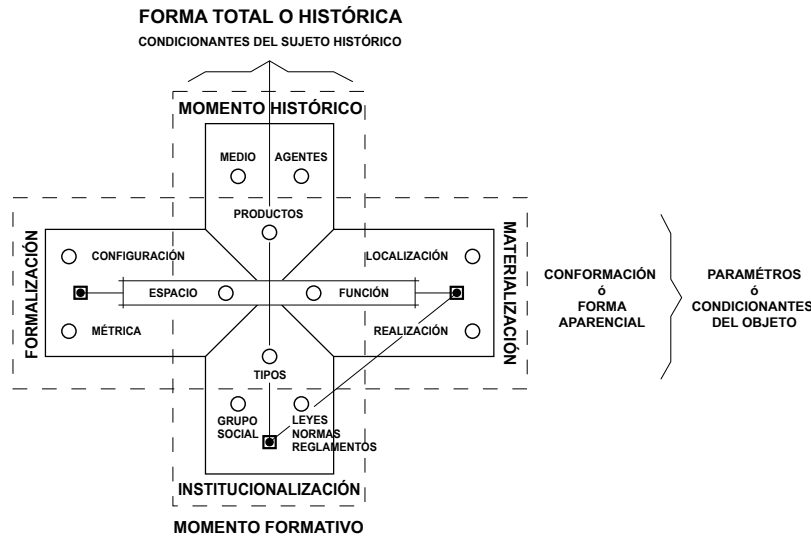 FORMA TOTAL O HISTÓRICA
CONDICIONANTES DEL SUJETO HISTÓRICO
MOMENTO HISTÓRICO
MEDIO
AGENTES
PRODUCTOS
FORMALIZACIÓN
CONFIGURACIÓN
LOCALIZACIÓN
MATERIALIZACIÓN
ESPACIO
FUNCIÓN
MÉTRICA
REALIZACIÓN
CONFORMACIÓN
ó
FORMA
APARENCIAL
PARAMÉTROS
ó
CONDICIONANTES
DEL OBJETO
TIPOS
GRUPO
SOCIAL
LEYES
NORMAS
REGLAMENTOS
INSTITUCIONALIZACIÓN
MOMENTO FORMATIVO